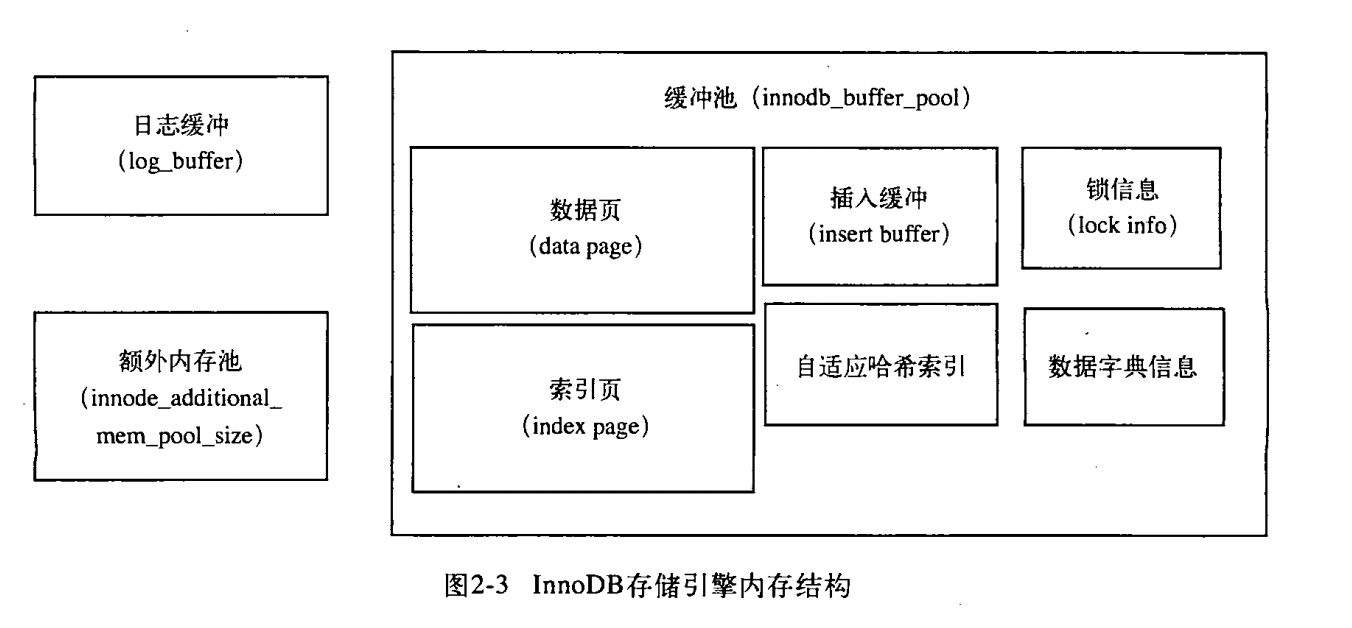 缓冲池（innodb_buffer_pool）
日志缓冲
（log_buffer）
数据页
（data page）
插入缓冲
（insert buffer）
锁信息
（lock info）
额外内存池
（innode_additional_
mem_pool_size）
索引页
（index page）
自适应哈希索引
数据字典信息
图2-3 InnoDB存储引擎内存结构